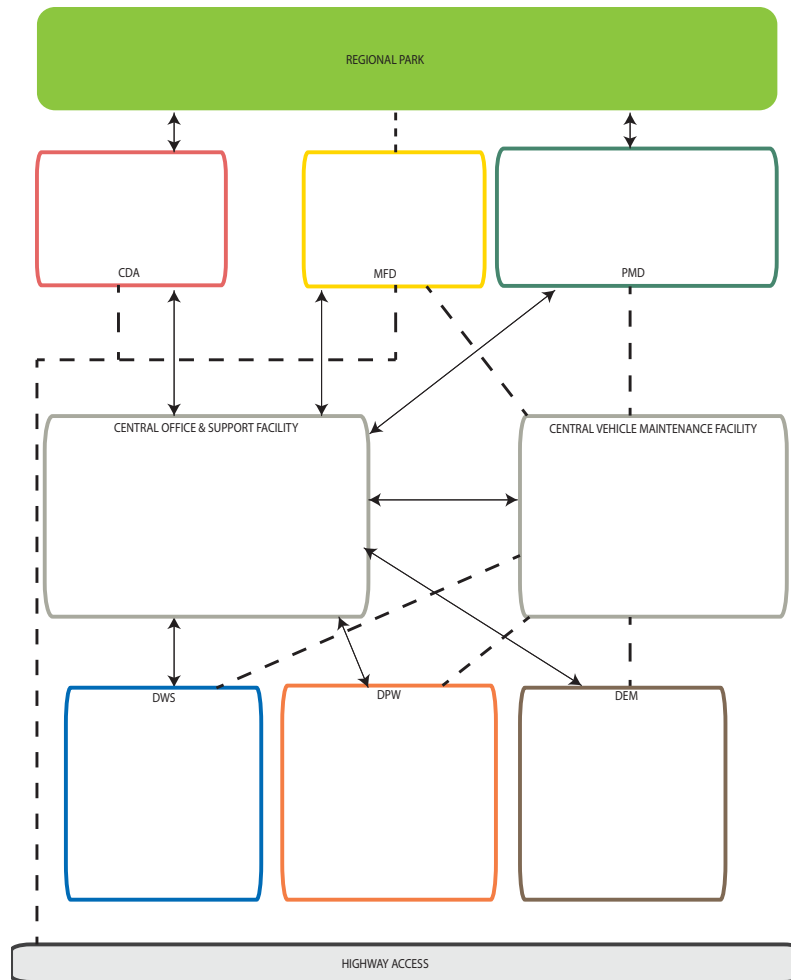 REGIONAL PARK
CDA
MFD
PMD
CENTRAL OFFICE & SUPPORT FACILITY
CENTRAL VEHICLE MAINTENANCE FACILITY
DWS
DPW
DEM
HIGHWAY ACCESS